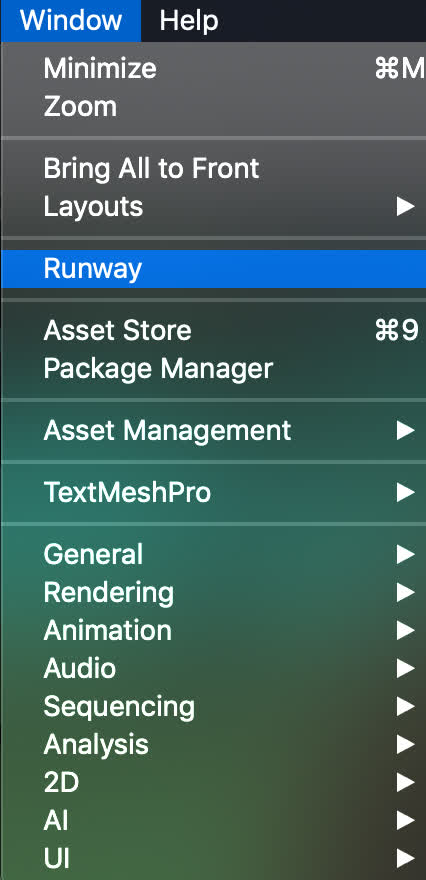 Window Help
Minimize ⌘M
Zoom
Bring All to Front
Layouts ▶
Runway
Asset Store ⌘9
Package Manager
Asset Management ▶
TextMeshPro ▶
General ▶
Rendering ▶
Animation ▶
Audio ▶
Sequencing ▶
Analysis ▶
2D ▶
AI ▶
UI ▶